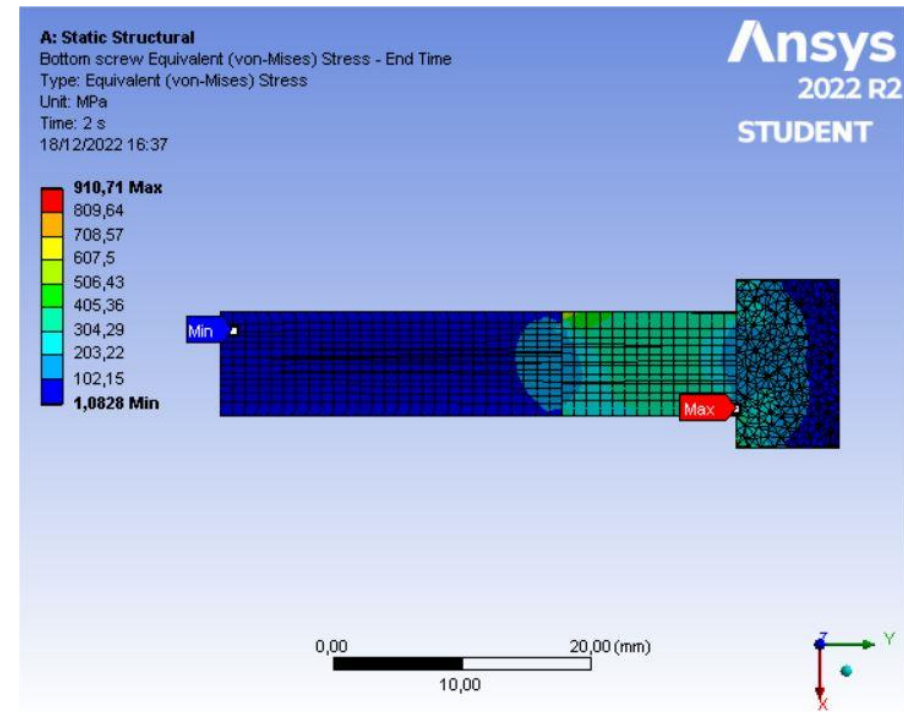 A: Static Structural
Bottom screw Equivalent (von-Mises) Stress - End Time
Type: Equivalent (von-Mises) Stress
Unit: MPa
Time: 2 s
18/12/2022 16:37
Ansys
2022 R2
STUDENT
910,71 Max
809,64
708,57
607,5
506,43
405,36
304,29
203,22
102,15
1,0828 Min
Min
Max
0,00
20,00 (mm)
10,00
Z
Y
X